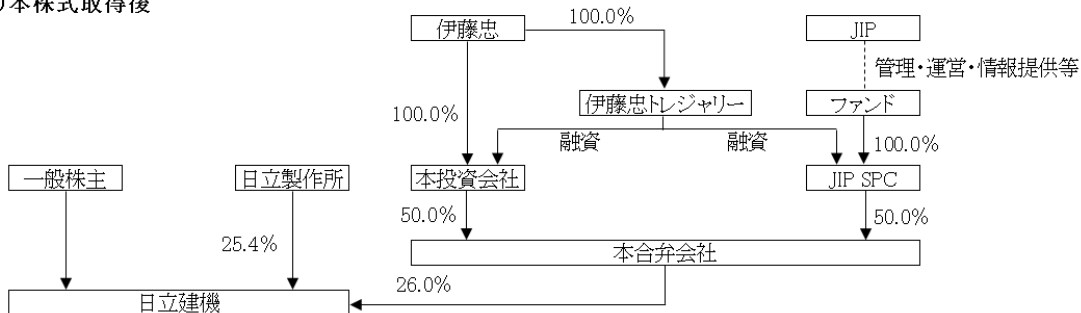 本株式取得後
伊藤忠
100.0%
JIP
管理・運営・情報提供等
伊藤忠トレジャリー
ファンド
100.0%
融資
融資
100.0%
一般株主
日立製作所
本投資会社
JIP SPC
50.0%
50.0%
25.4%
本合弁会社
26.0%
日立建機